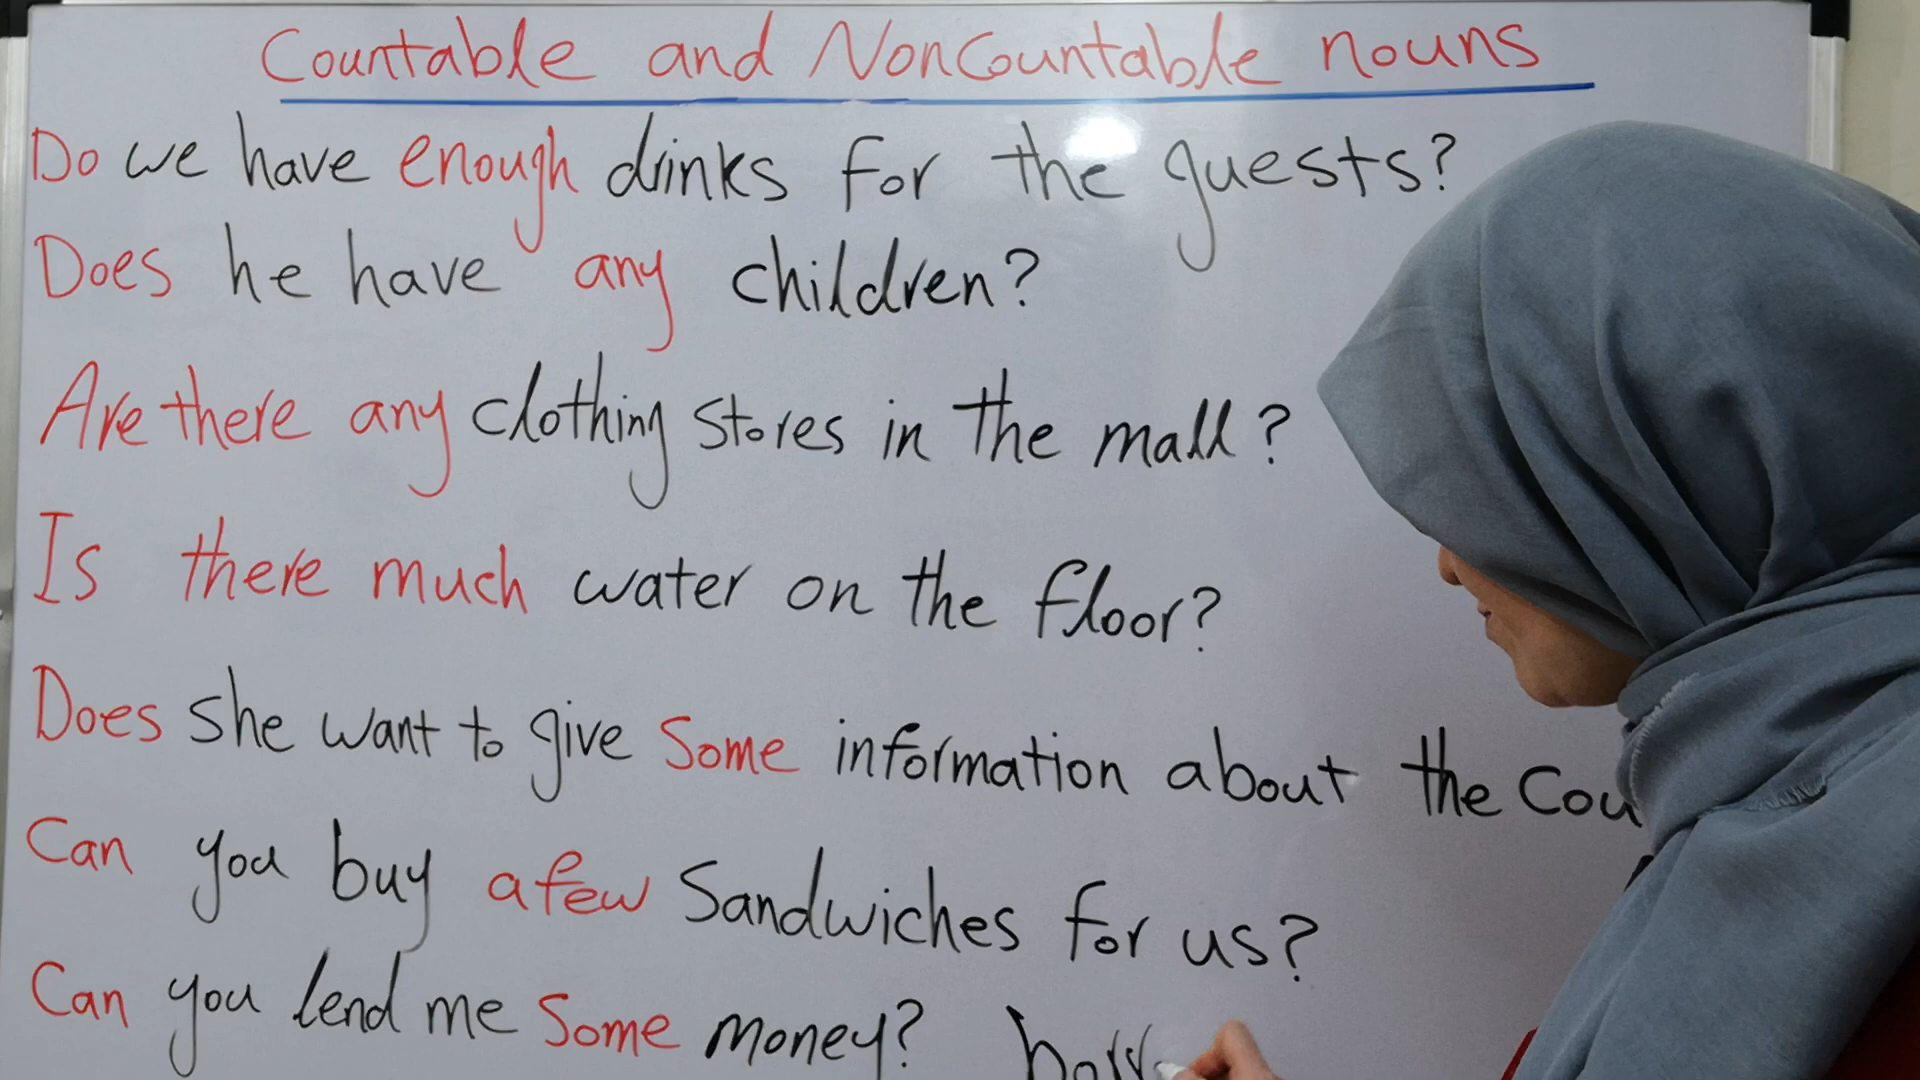 Countable and NonCountable nouns
Do we have enough drinks for the guests?
Does he have any children?
Are there any clothing stores in the mall?
Is there much water on the floor?
Does she want to give some information about the
Can you buy a few Sandwiches for us?
Can you lend me some money?